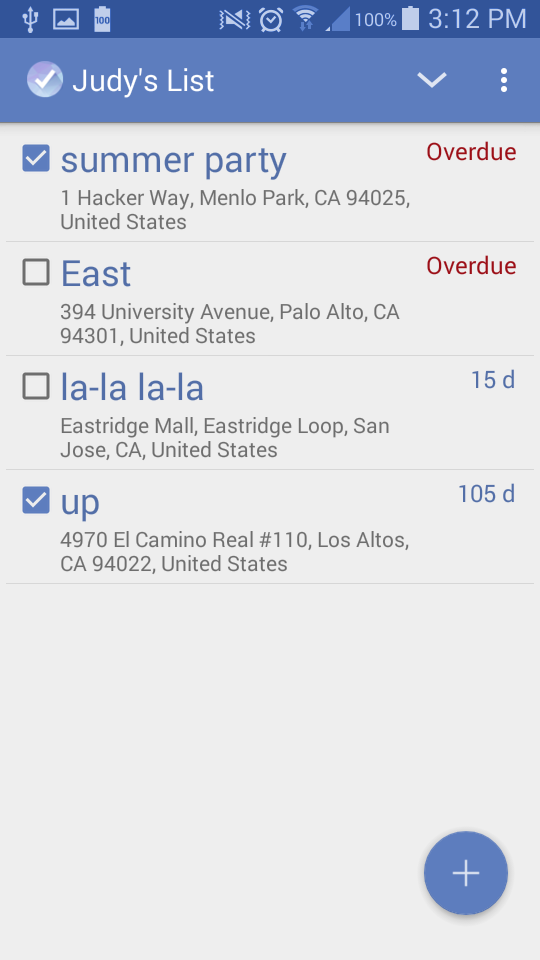 100 100% 3:12 PM
Judy's List
summer party Overdue
1 Hacker Way, Menlo Park, CA 94025,
United States
East Overdue
394 University Avenue, Palo Alto, CA
94301, United States
la-la la-la 15 d
Eastridge Mall, Eastridge Loop, San
Jose, CA, United States
up 105 d
4970 El Camino Real #110, Los Altos,
CA 94022, United States